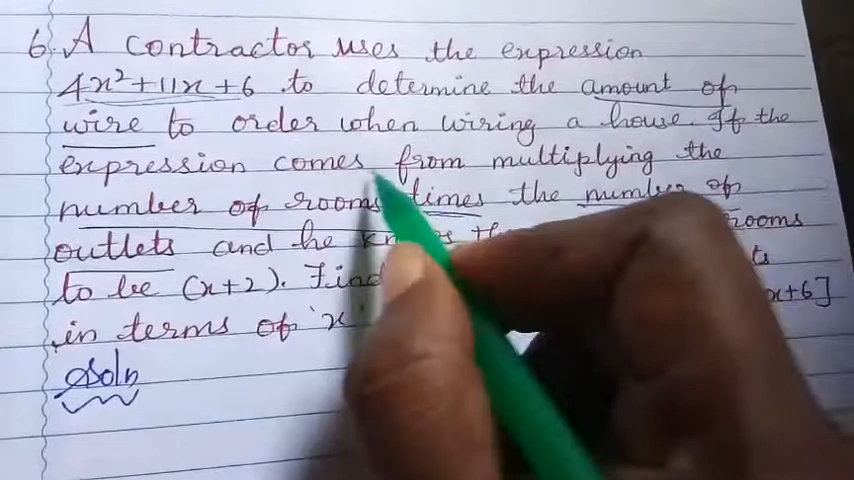 6. A Contractor uses the expression
4x²+11x+6 to determine the amount of
wire to order when wiring a house. If the
expression comes from multiplying the
number of rooms times the number of
outlets and he rooms
to be (x+2). Find x+6]
in terms of 'x'
Soln